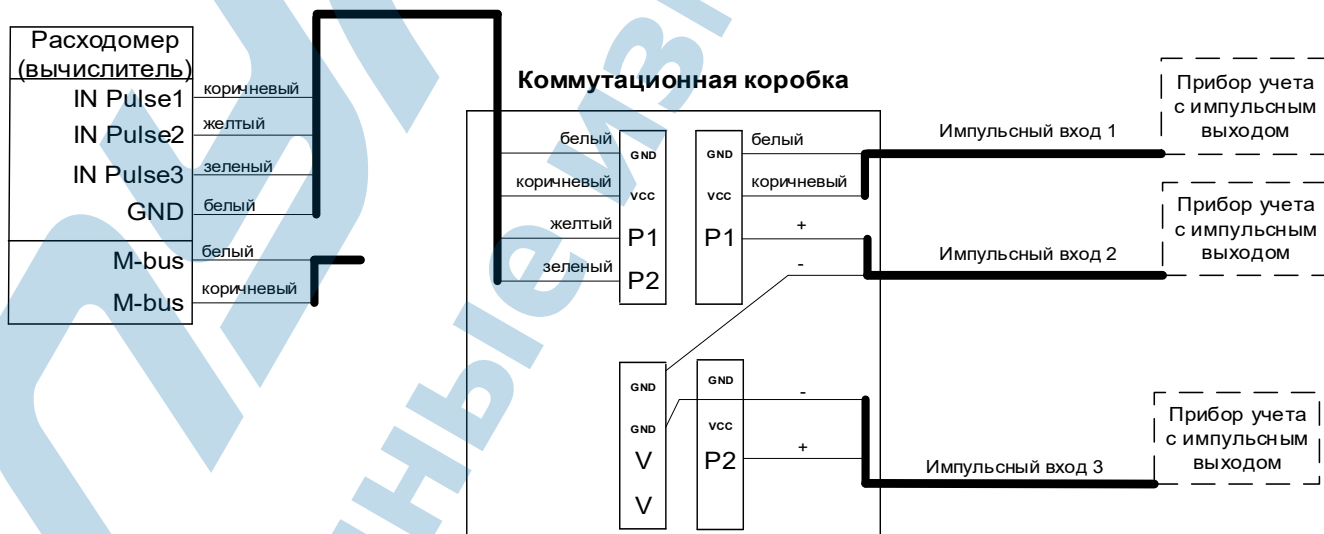 Расходомер
(вычислитель)
IN Pulse1
коричневый
IN Pulse2
желтый
IN Pulse3
зеленый
GND
белый
M-bus
белый
M-bus
коричневый
Коммутационная коробка
белый
GND
коричневый
VCC
желтый
P1
зеленый
P2
GND
белый
VCC
коричневый
P1
+
-
GND
GND
V
V
GND
-
VCC
P2
+
Импульсный вход 1
Прибор учета
с импульсным
выходом
Импульсный вход 2
Прибор учета
с импульсным
выходом
Импульсный вход 3
Прибор учета
с импульсным
выходом